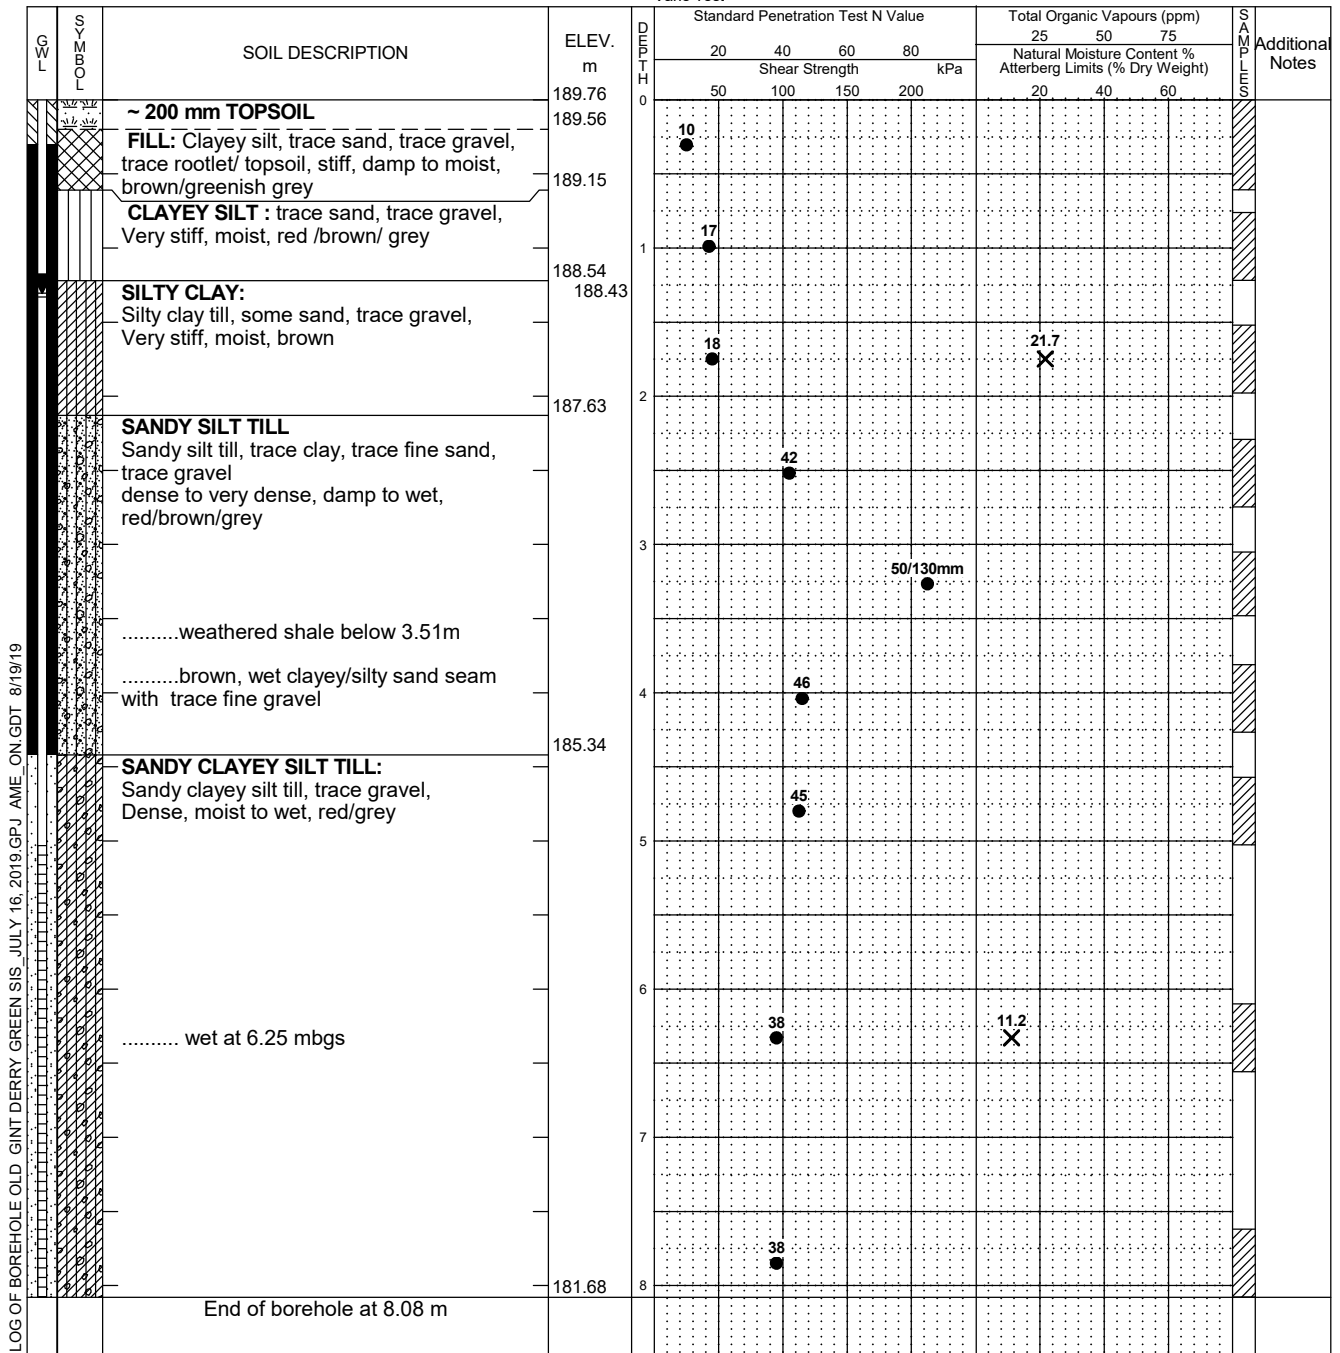 Standard Penetration Test N Value
Total Organic Vapours (ppm)
GWL
SYMBOL
SOIL DESCRIPTION
ELEV.
m
DEPTH
20 40 60 80
25 50 75
Natural Moisture Content %
Atterberg Limits (% Dry Weight)
Shear Strength kPa
50 100 150 200
20 40 60
SAMPLES
Additional
Notes
189.76
0
~ 200 mm TOPSOIL
189.56
FILL: Clayey silt, trace sand, trace gravel,
trace rootlet/ topsoil, stiff, damp to moist,
brown/greenish grey
10
189.15
CLAYEY SILT : trace sand, trace gravel,
Very stiff, moist, red /brown/ grey
17
1
188.54
188.43
SILTY CLAY:
Silty clay till, some sand, trace gravel,
Very stiff, moist, brown
18
21.7
2
187.63
SANDY SILT TILL
Sandy silt till, trace clay, trace fine sand,
trace gravel
dense to very dense, damp to wet,
red/brown/grey
42
3
50/130mm
..........weathered shale below 3.51m
..........brown, wet clayey/silty sand seam
with trace fine gravel
46
4
185.34
SANDY CLAYEY SILT TILL:
Sandy clayey silt till, trace gravel,
Dense, moist to wet, red/grey
45
5
6
.......... wet at 6.25 mbgs
38
11.2
7
38
181.68
8
End of borehole at 8.08 m
LOG OF BOREHOLE OLD GINT DERRY GREEN SIS_JULY 16, 2019.GPJ AME_ON.GDT 8/19/19